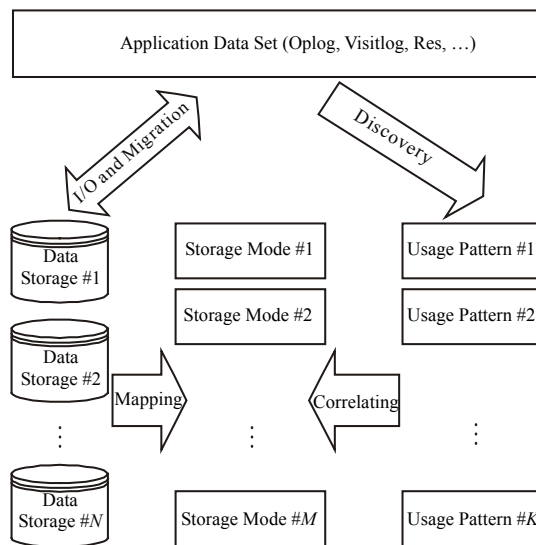 Application Data Set (Oplog, Visitlog, Res, …)
I/O and Migration
Discovery
Data
Storage #1
Storage Mode #1
Usage Pattern #1
Storage Mode #2
Usage Pattern #2
Data
Storage #2
Mapping
Correlating
⋮
⋮
⋮
Data
Storage #N
Storage Mode #M
Usage Pattern #K